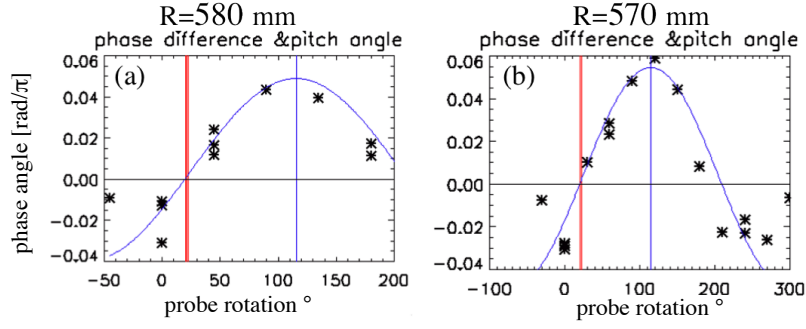 R=580 mm
phase difference &pitch angle
(a)
phase angle [rad/π]
0.06
0.04
0.02
0.00
-0.02
-0.04
-50 0 50 100 150 200
probe rotation °
R=570 mm
phase difference &pitch angle
(b)
0.06
0.04
0.02
0.00
-0.02
-0.04
-100 0 100 200 300
probe rotation °